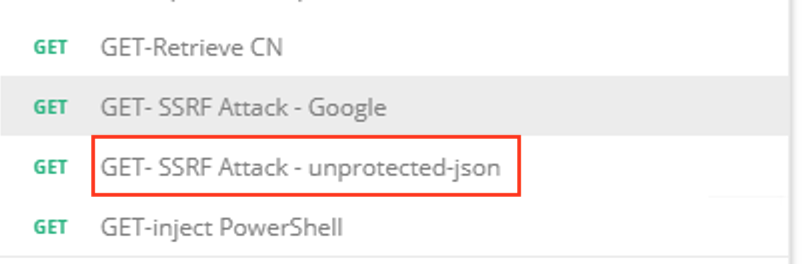 GET GET-Retrieve CN
GET GET- SSRF Attack - Google
GET GET- SSRF Attack - unprotected-json
GET GET-inject PowerShell